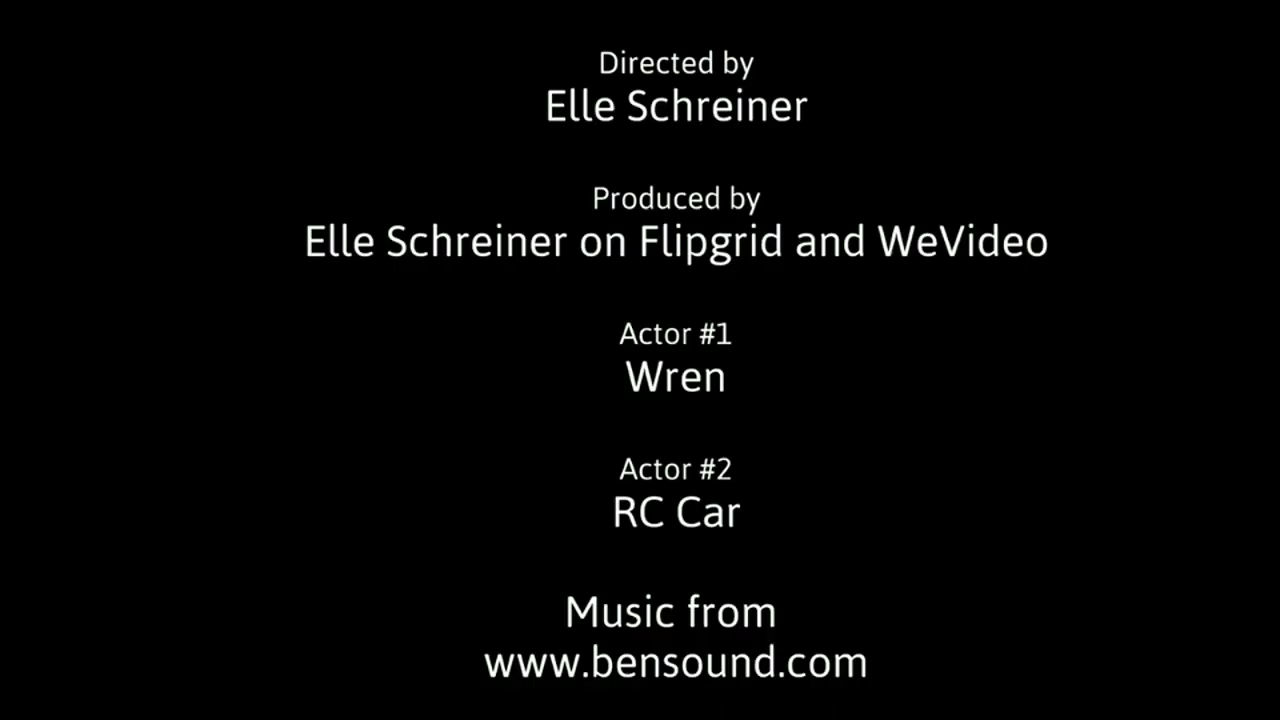 Directed by
Elle Schreiner
Produced by
Elle Schreiner on Flipgrid and WeVideo
Actor #1
Wren
Actor #2
RC Car
Music from
www.bensound.com